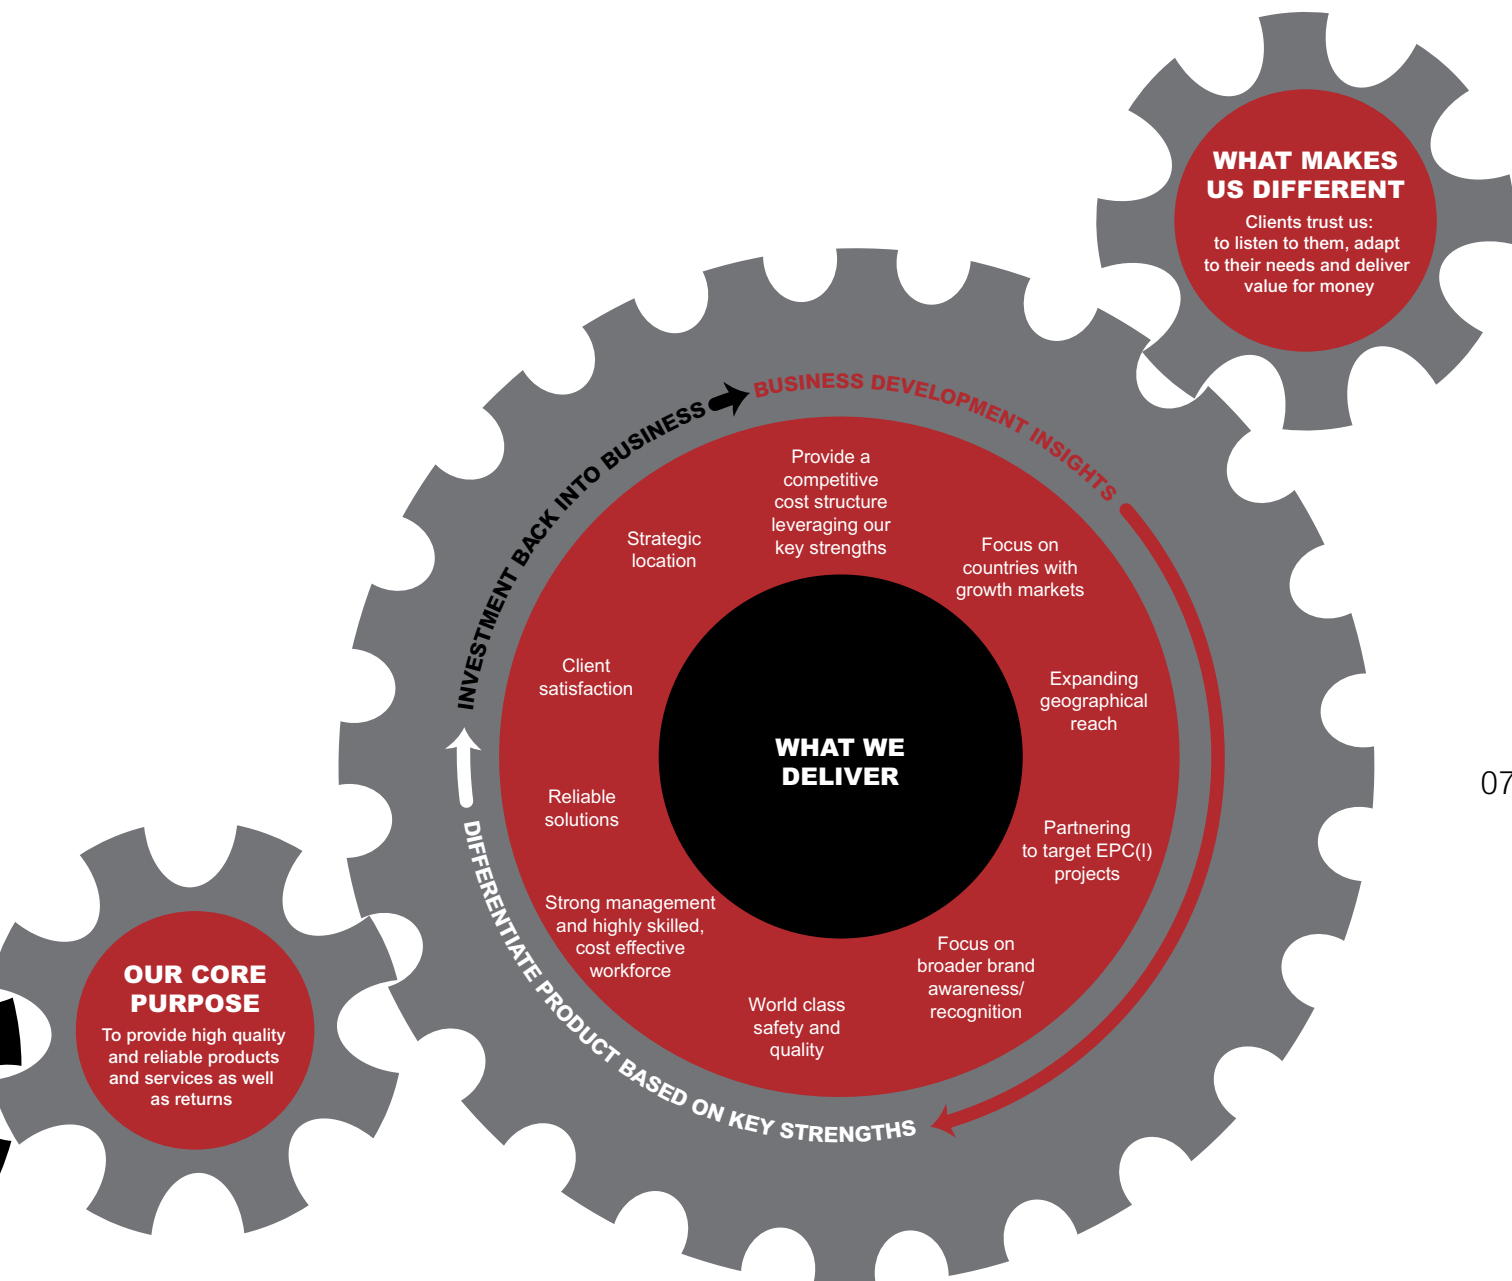 WHAT MAKES
US DIFFERENT
Clients trust us:
to listen to them, adapt
to their needs and deliver
value for money
INVESTMENT BACK INTO BUSINESS
BUSINESS DEVELOPMENT INSIGHTS
DIFFERENTIATE PRODUCT BASED ON KEY STRENGTHS
Provide a
competitive
cost structure
leveraging our
key strengths
Focus on
countries with
growth markets
Expanding
geographical
reach
Partnering
to target EPC(I)
projects
Focus on
broader brand
awareness/
recognition
World class
safety and
quality
Strong management
and highly skilled,
cost effective
workforce
Reliable
solutions
Client
satisfaction
Strategic
location
WHAT WE
DELIVER
07
OUR CORE
PURPOSE
To provide high quality
and reliable products
and services as well
as returns